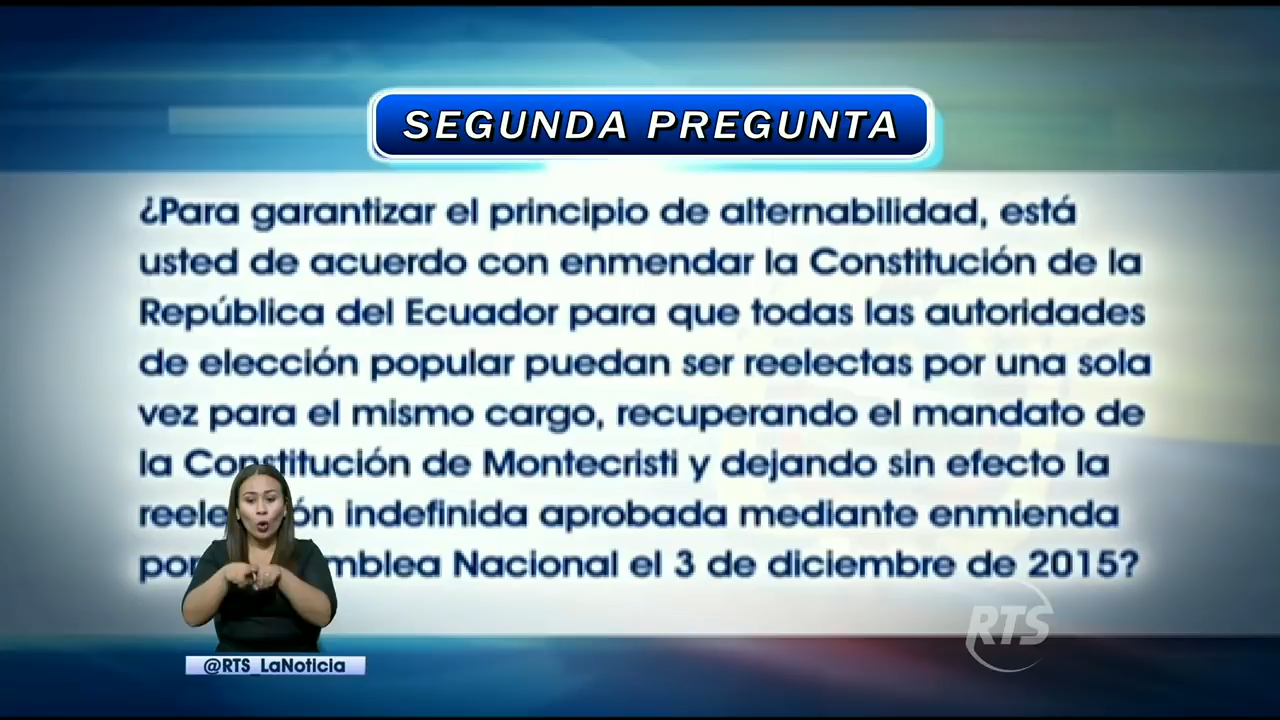 SEGUNDA PREGUNTA
¿Para garantizar el principio de alternabilidad, está
usted de acuerdo con enmendar la Constitución de la
República del Ecuador para que todas las autoridades
de elección popular puedan ser reelectas por una sola
vez para el mismo cargo, recuperando el mandato de
la Constitución de Montecristi y dejando sin efecto la
indefinida aprobada mediante enmienda
por Nacional el 3 de diciembre de 2015?
RTS
@RTS_LaNoticia